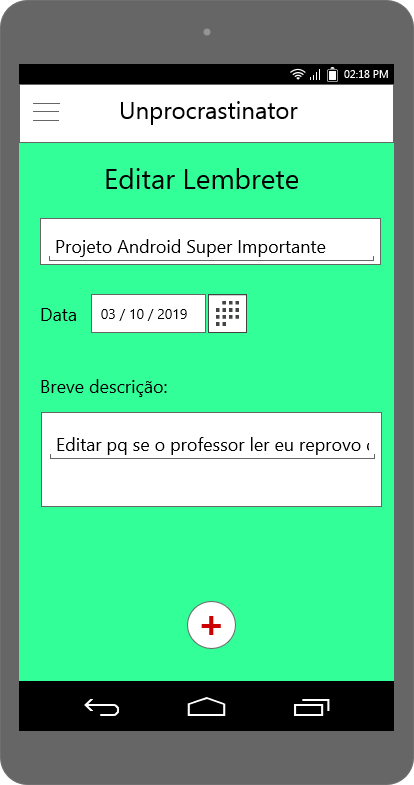 02:18 PM
Unprocrastinator
Editar Lembrete
Projeto Android Super Importante
Data 03 / 10 / 2019
Breve descrição:
Editar pq se o professor ler eu reprovo